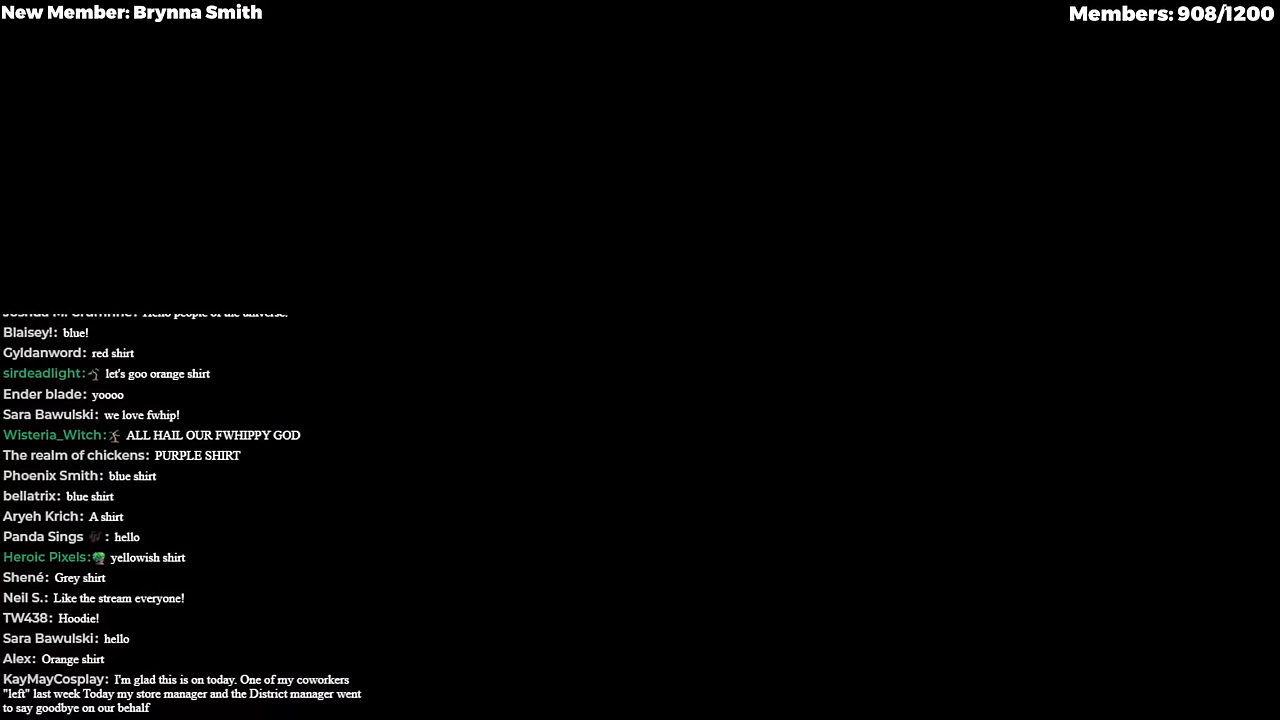 New Member: Brynna Smith
Members: 908/1200
Hello people of the universe.
Blaisey!: blue!
Gyldanword: red shirt
sirdeadlight: let's goo orange shirt
Ender blade: yoooo
Sara Bawulski: we love fwhip!
Wisteria_Witch: ALL HAIL OUR FWHIPPY GOD
The realm of chickens: PURPLE SHIRT
Phoenix Smith: blue shirt
bellatrix: blue shirt
Aryeh Krich: A shirt
Panda Sings : hello
Heroic Pixels: yellowish shirt
Shené: Grey shirt
Neil S.: Like the stream everyone!
TW438: Hoodie!
Sara Bawulski: hello
Alex: Orange shirt
KayMayCosplay: I'm glad this is on today. One of my coworkers
"left" last week Today my store manager and the District manager went
to say goodbye on our behalf